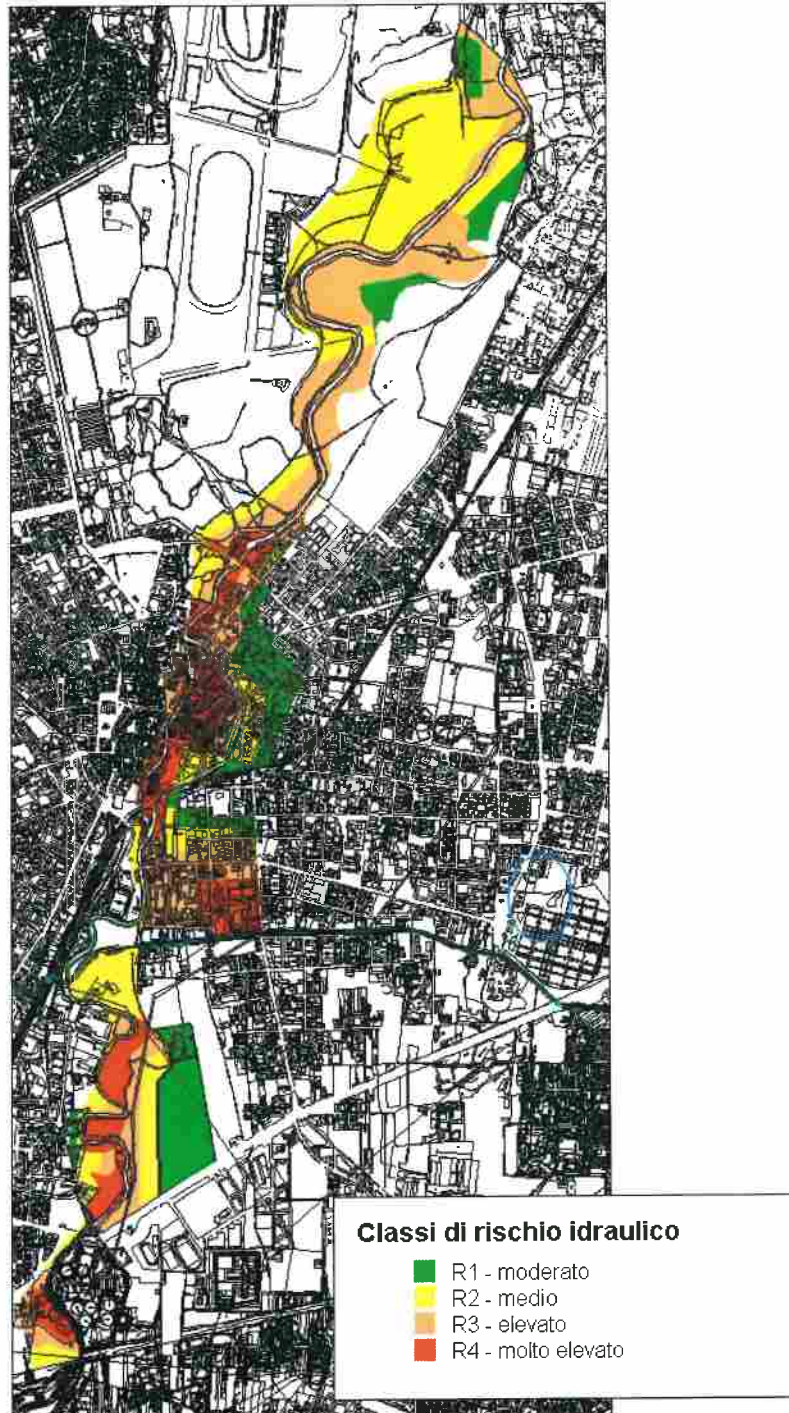 Classi di rischio idraulico
R1 - moderato
R2 - medio
R3 - elevato
R4 - molto elevato